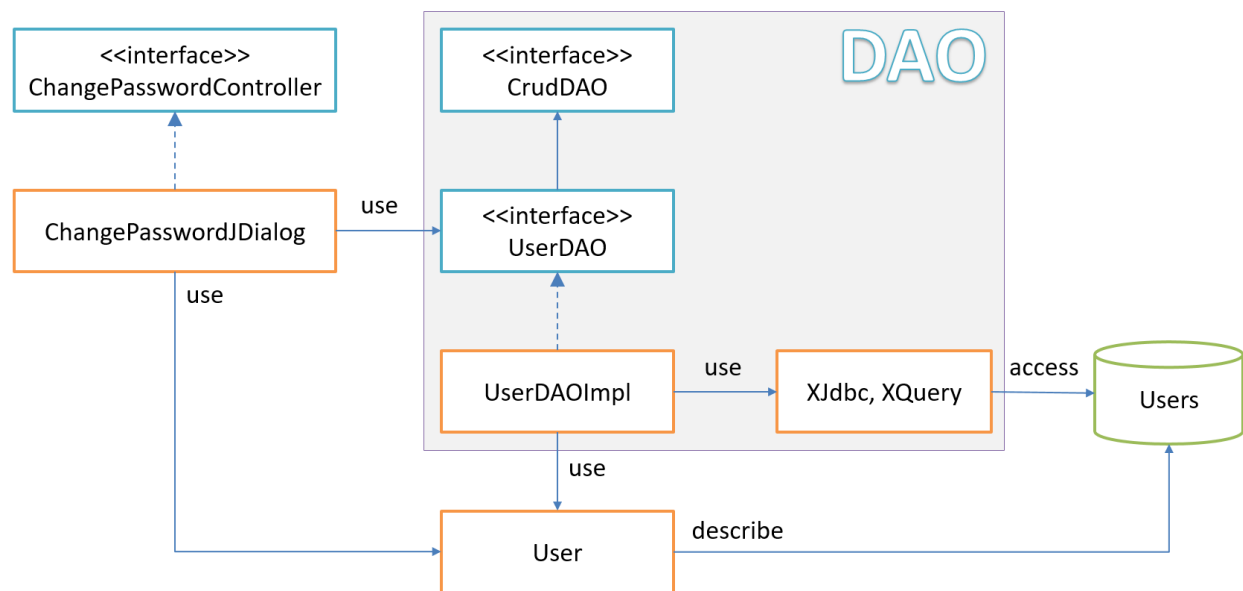 DAO
<<interface>>
ChangePasswordController
<<interface>>
CrudDAO
ChangePasswordJDialog
use
<<interface>>
UserDAO
use
UserDAOImpl
use
XJdbc, XQuery
access
Users
use
User
describe